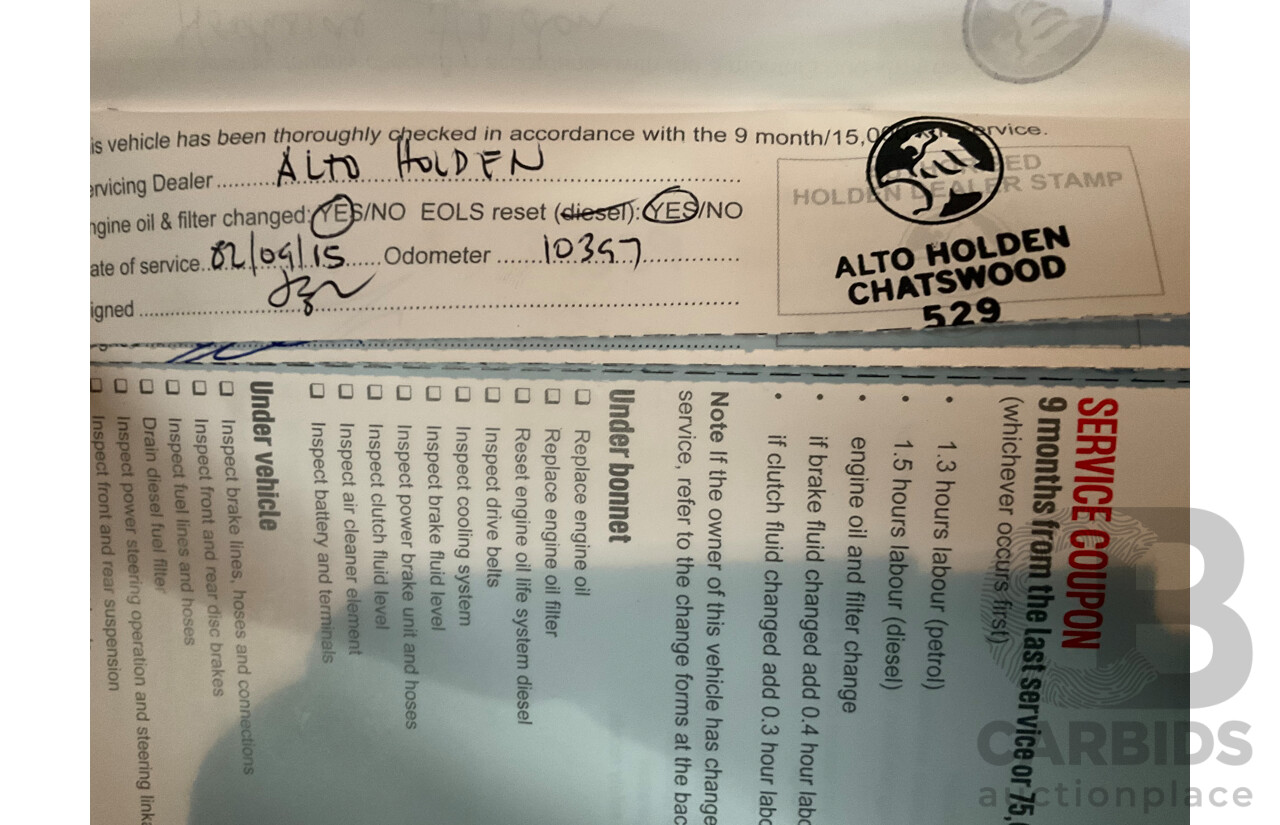 is vehicle has been thoroughly checked in accordance with the 9 month/15,0 service.
ervicing Dealer ALTO HOLDEN
ngine oil & filter changed: YES/NO EOLS reset (diesel): YES/NO
ate of service 02/09/15 Odometer 10357
igned
HOLDEN DEALER STAMP
ALTO HOLDEN
CHATSWOOD
529
SERVICE COUPON
9 months from the last service or 75,
(whichever occurs first)
• 1.3 hours labour (petrol)
• 1.5 hours labour (diesel)
• engine oil and filter change
• if brake fluid changed add 0.4 hour labo
• if clutch fluid changed add 0.3 hour labo
Note If the owner of this vehicle has change
service, refer to the change forms at the bac
Under bonnet
❑ Replace engine oil
❑ Replace engine oil filter
❑ Reset engine oil life system diesel
❑ Inspect drive belts
❑ Inspect cooling system
❑ Inspect brake fluid level
❑ Inspect power brake unit and hoses
❑ Inspect clutch fluid level
❑ Inspect air cleaner element
❑ Inspect battery and terminals
Under vehicle
❑ Inspect brake lines, hoses and connections
❑ Inspect front and rear disc brakes
❑ Inspect fuel lines and hoses
❑ Drain diesel fuel filter
❑ Inspect power steering operation and steering linka
❑ Inspect front and rear suspension
CARBIDS
auctionplace